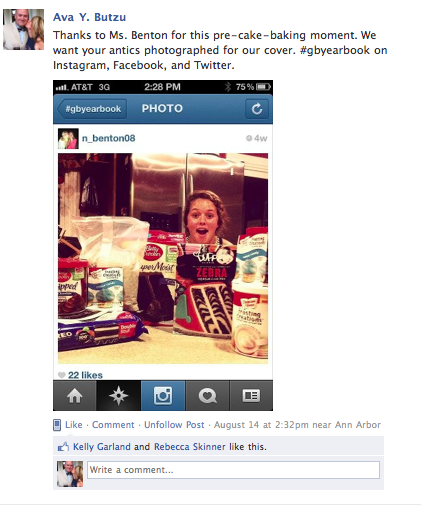 Ava Y. Butzu
Thanks to Ms. Benton for this pre-cake-baking moment. We
want your antics photographed for our cover. #gbyearbook on
Instagram, Facebook, and Twitter.
AT&T 3G 2:28 PM 75%
#gbyearbook PHOTO
n_benton08 4w
Betty Crocker
SuperMoist
ZEBRA
frosting creations
OREO
Double
22 likes
Like · Comment · Unfollow Post · August 14 at 2:32pm near Ann Arbor
Kelly Garland and Rebecca Skinner like this.
Write a comment...